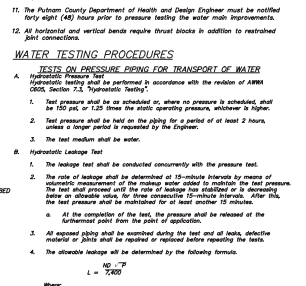 11. The Putnam County Department of Health and Design Engineer must be notified
forty eight (48) hours prior to pressure testing the water main improvements.
12. All horizontal and vertical bends require thrust blocks in addition to restrained
joint connections.
WATER TESTING PROCEDURES
TESTS ON PRESSURE PIPING FOR TRANSPORT OF WATER
A. Hydrostatic Pressure Test
Hydrostatic testing shall be performed in accordance with the revision of AWWA
C605, Section 7.3, "Hydrostatic Testing".
1. Test pressure shall be as scheduled or, where no pressure is scheduled, shall
be 150 psi, or 1.25 times the static operating pressure, whichever is higher.
2. Test pressure shall be held on the piping for a period of at least 2 hours,
unless a longer period is requested by the Engineer.
3. The test medium shall be water.
B. Hydrostatic Leakage Test
1. The leakage test shall be conducted concurrently with the pressure test.
2. The rate of leakage shall be determined at 15-minute intervals by means of
volumetric measurement of the makeup water added to maintain the test pressure.
BED
The test shall proceed until the rate of leakage has stabilized or is decreasing
below an allowable value, for three consecutive 15-minute intervals. After this,
the test pressure shall be maintained for at least another 15 minutes.
a. At the completion of the test, the pressure shall be released at the
furthermost point from the point of application.
3. All exposed piping shall be examined during the test and all leaks, defective
material or joints shall be repaired or replaced before repeating the tests.
4. The allowable leakage will be determined by the following formula.
ND √P
L = 7,400
Where: